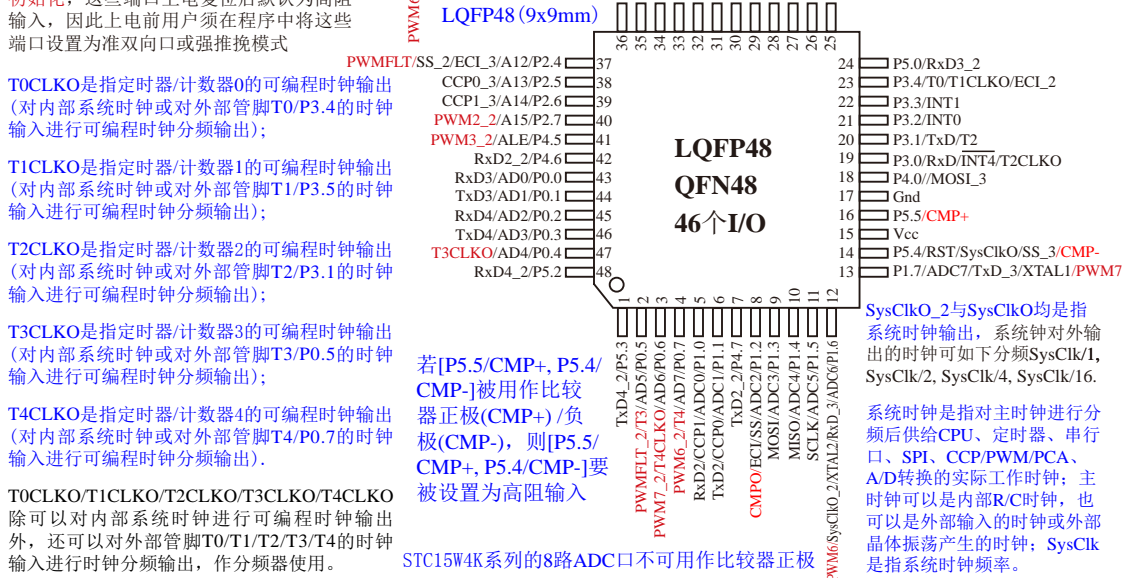 初始化，这些端口上电复位后默认为高阻
输入，因此上电前用户须在程序中将这些
端口设置为准双向口或强推挽模式
T0CLKO是指定时器/计数器0的可编程时钟输出
(对内部系统时钟或对外部管脚T0/P3.4的时钟
输入进行可编程时钟分频输出);
T1CLKO是指定时器/计数器1的可编程时钟输出
(对内部系统时钟或对外部管脚T1/P3.5的时钟
输入进行可编程时钟分频输出);
T2CLKO是指定时器/计数器2的可编程时钟输出
(对内部系统时钟或对外部管脚T2/P3.1的时钟
输入进行可编程时钟分频输出);
T3CLKO是指定时器/计数器3的可编程时钟输出
(对内部系统时钟或对外部管脚T3/P0.5的时钟
输入进行可编程时钟分频输出);
T4CLKO是指定时器/计数器4的可编程时钟输出
(对内部系统时钟或对外部管脚T4/P0.7的时钟
输入进行可编程时钟分频输出).
T0CLKO/T1CLKO/T2CLKO/T3CLKO/T4CLKO
除可以对内部系统时钟进行可编程时钟输出
外，还可以对外部管脚T0/T1/T2/T3/T4的时钟
输入进行时钟分频输出，作分频器使用。
PWM6
LQFP48(9x9mm)
36
35
34
33
32
31
30
29
28
27
26
25
PWMFLT/SS_2/ECI_3/A12/P2.4 37
CCP0_3/A13/P2.5 38
CCP1_3/A14/P2.6 39
PWM2_2/A15/P2.7 40
PWM3_2/ALE/P4.5 41
RxD2_2/P4.6 42
RxD3/AD0/P0.0 43
TxD3/AD1/P0.1 44
RxD4/AD2/P0.2 45
TxD4/AD3/P0.3 46
T3CLKO/AD4/P0.4 47
RxD4_2/P5.2 48
LQFP48
QFN48
46个I/O
24 P5.0/RxD3_2
23 P3.4/T0/T1CLKO/ECI_2
22 P3.3/INT1
21 P3.2/INT0
20 P3.1/TxD/T2
19 P3.0/RxD/INT4/T2CLKO
18 P4.0//MOSI_3
17 Gnd
16 P5.5/CMP+
15 Vcc
14 P5.4/RST/SysClkO/SS_3/CMP-
13 P1.7/ADC7/TxD_3/XTAL1/PWM7
1 TxD4_2/P5.3
2 PWMFLT_2/T3/AD5/P0.5
3 PWM7_2/T4CLKO/AD6/P0.6
4 PWM6_2/T4/AD7/P0.7
5 RxD2/CCP1/ADC0/P1.0
6 TxD2/CCP0/ADC1/P1.1
7 TxD2_2/P4.7
8 CMPO/ECI/SS/ADC2/P1.2
9 MOSI/ADC3/P1.3
10 MISO/ADC4/P1.4
11 SCLK/ADC5/P1.5
12 PWM6/SysClkO_2/XTAL2/RxD_3/ADC6/P1.6
若[P5.5/CMP+, P5.4/
CMP-]被用作比较
器正极(CMP+) /负
极(CMP-)，则[P5.5/
CMP+, P5.4/CMP-]要
被设置为高阻输入
STC15W4K系列的8路ADC口不可用作比较器正极
SysClkO_2与SysClkO均是指
系统时钟输出，系统钟对外输
出的时钟可如下分频SysClk/1,
SysClk/2, SysClk/4, SysClk/16.
系统时钟是指对主时钟进行分
频后供给CPU、定时器、串行
口、SPI、CCP/PWM/PCA、
A/D转换的实际工作时钟；主
时钟可以是内部R/C时钟，也
可以是外部输入的时钟或外部
晶体振荡产生的时钟；SysClk
是指系统时钟频率。